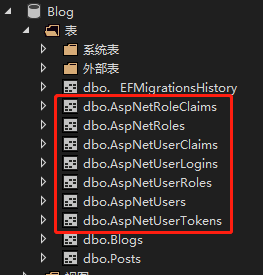 Blog
表
系统表
外部表
dbo.__EFMigrationsHistory
dbo.AspNetRoleClaims
dbo.AspNetRoles
dbo.AspNetUserClaims
dbo.AspNetUserLogins
dbo.AspNetUserRoles
dbo.AspNetUsers
dbo.AspNetUserTokens
dbo.Blogs
dbo.Posts